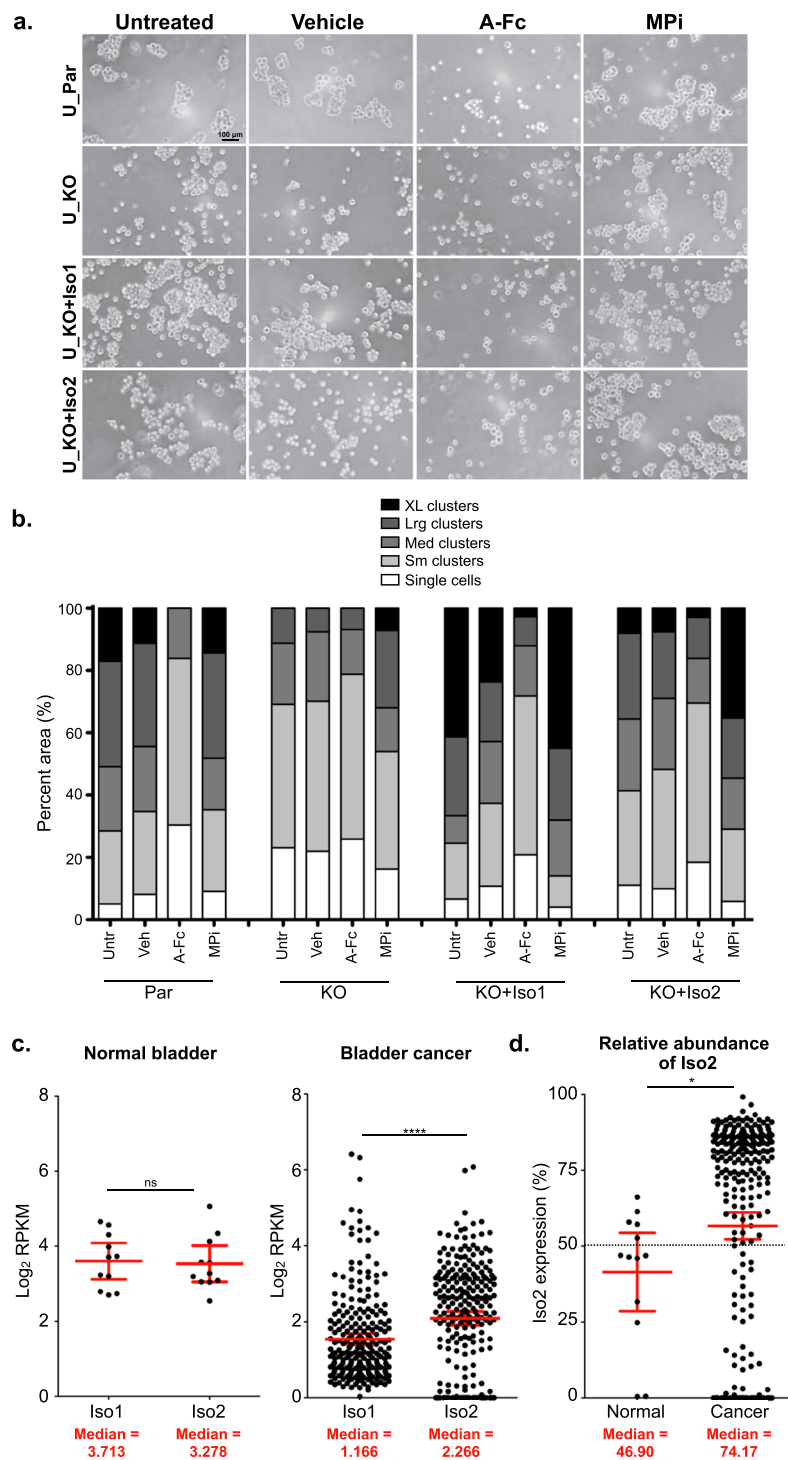 a.
Untreated Vehicle A-Fc MPi
U_Par
100 µm
U_KO
U_KO+Iso1
U_KO+Iso2
b.
XL clusters
Lrg clusters
Med clusters
Sm clusters
Single cells
Percent area (%)
100
80
60
40
20
0
Untr Veh A-Fc MPi Untr Veh A-Fc MPi Untr Veh A-Fc MPi Untr Veh A-Fc MPi
Par KO KO+Iso1 KO+Iso2
c.
Normal bladder
Log2 RPKM
8
6
4
2
0
ns
Iso1 Iso2
Median = 3.713
Median = 3.278
Bladder cancer
Log2 RPKM
8
6
4
2
0
****
Iso1 Iso2
Median = 1.166
Median = 2.266
d.
Relative abundance
of Iso2
*
Iso2 expression (%)
100
75
50
25
0
Normal Cancer
Median = 46.90
Median = 74.17